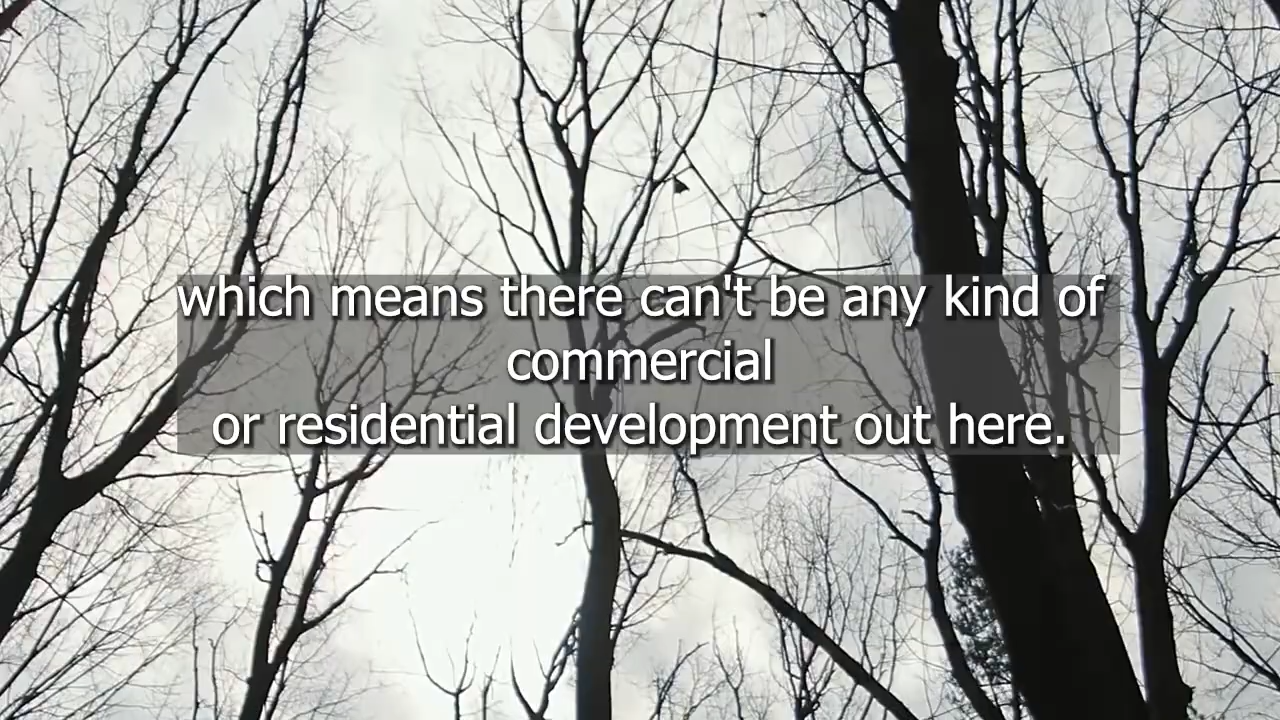 which means there can't be any kind of
commercial
or residential development out here.